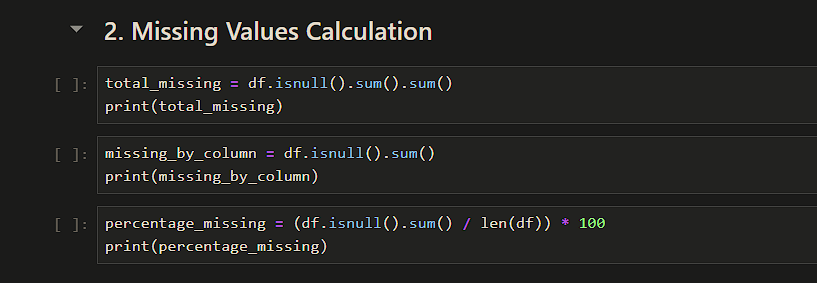 2. Missing Values Calculation
[ ]: total_missing = df.isnull().sum().sum()
print(total_missing)
[ ]: missing_by_column = df.isnull().sum()
print(missing_by_column)
[ ]: percentage_missing = (df.isnull().sum() / len(df)) * 100
print(percentage_missing)